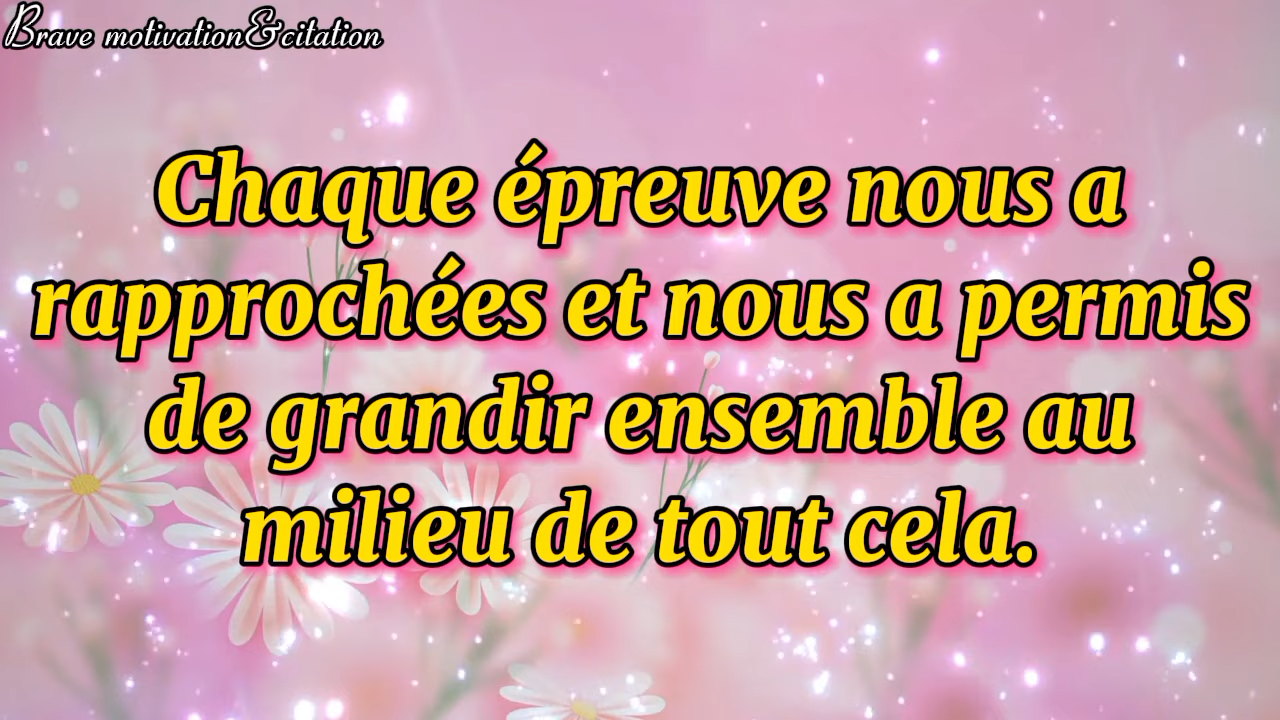 Brave motivation&citation
Chaque épreuve nous a
rapprochées et nous a permis
de grandir ensemble au
milieu de tout cela.